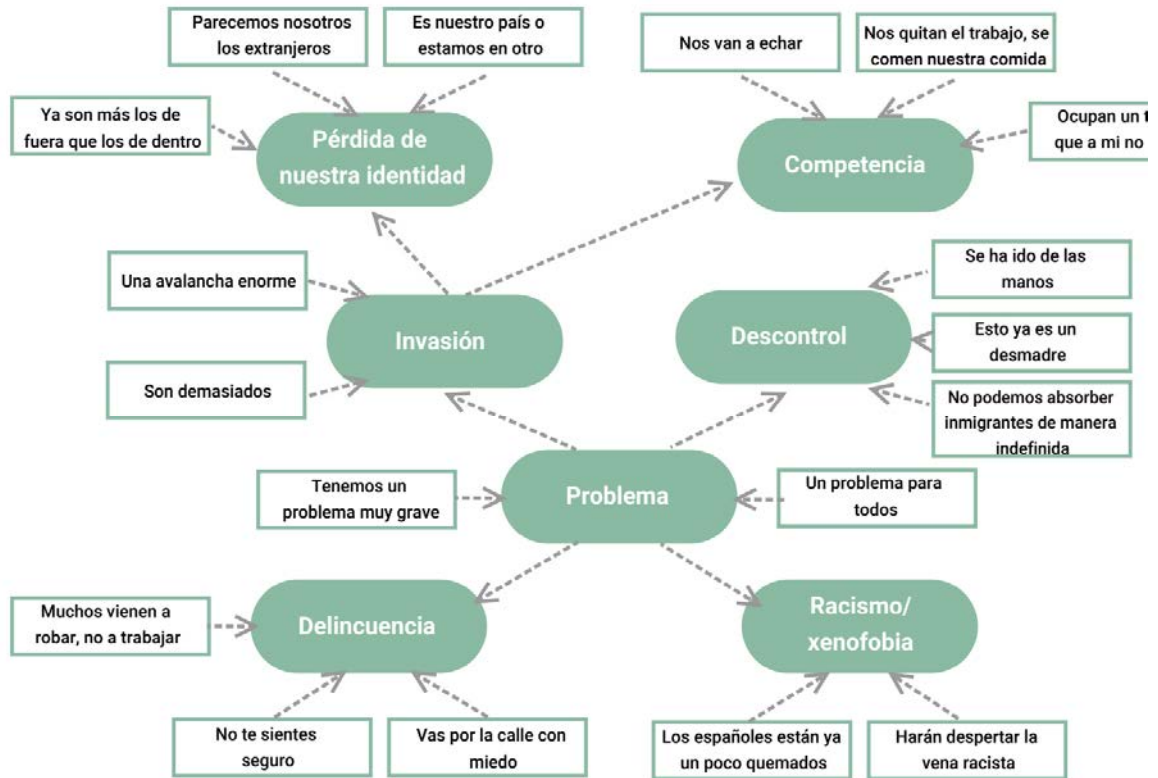 Parecemos nosotros
los extranjeros
Es nuestro país o
estamos en otro
Nos van a echar
Nos quitan el trabajo, se
comen nuestra comida
Ya son más los de
fuera que los de dentro
Pérdida de
nuestra identidad
Competencia
Ocupan un
que a mi no
Una avalancha enorme
Se ha ido de las
manos
Invasión
Descontrol
Esto ya es un
desmadre
Son demasiados
No podemos absorber
inmigrantes de manera
indefinida
Tenemos un
problema muy grave
Problema
Un problema para
todos
Muchos vienen a
robar, no a trabajar
Delincuencia
Racismo/
xenofobia
No te sientes
seguro
Vas por la calle con
miedo
Los españoles están ya
un poco quemados
Harán despertar la
vena racista